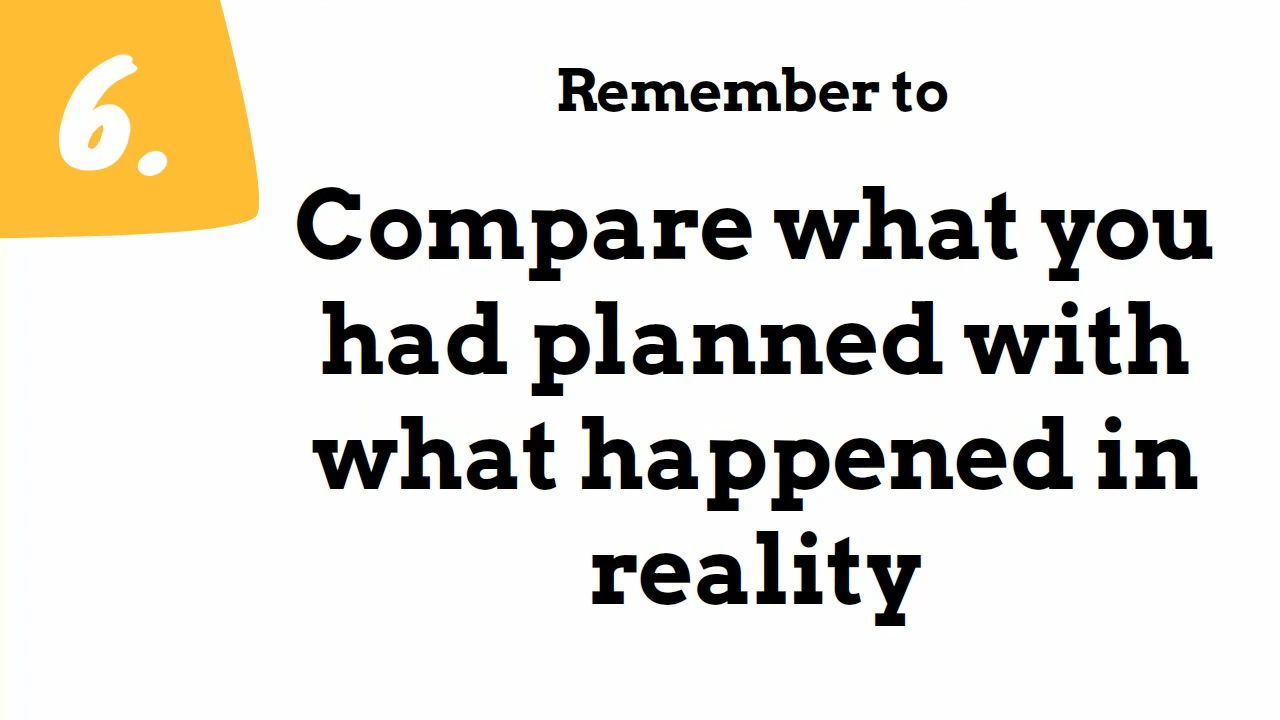 6.
Remember to
Compare what you
had planned with
what happened in
reality